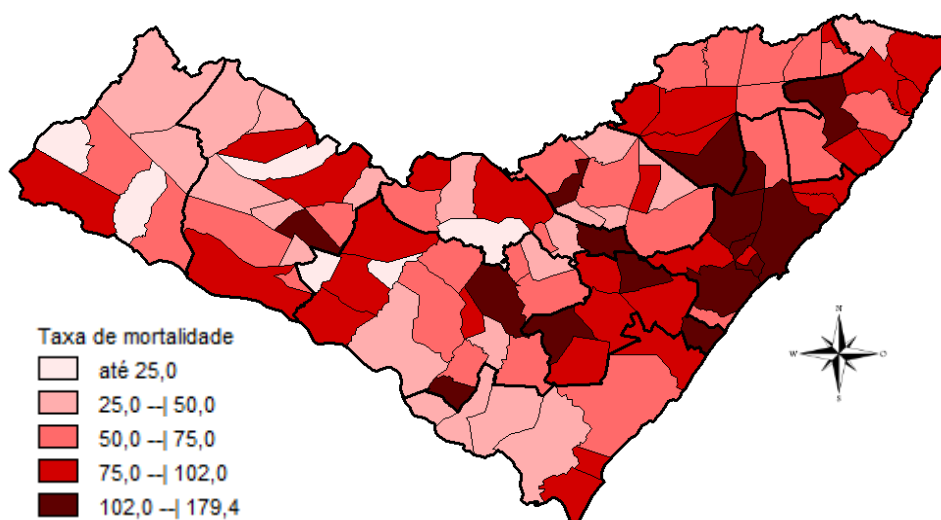 Taxa de mortalidade
até 25,0
25,0 --| 50,0
50,0 --| 75,0
75,0 --| 102,0
102,0 --| 179,4
N
W
O
S